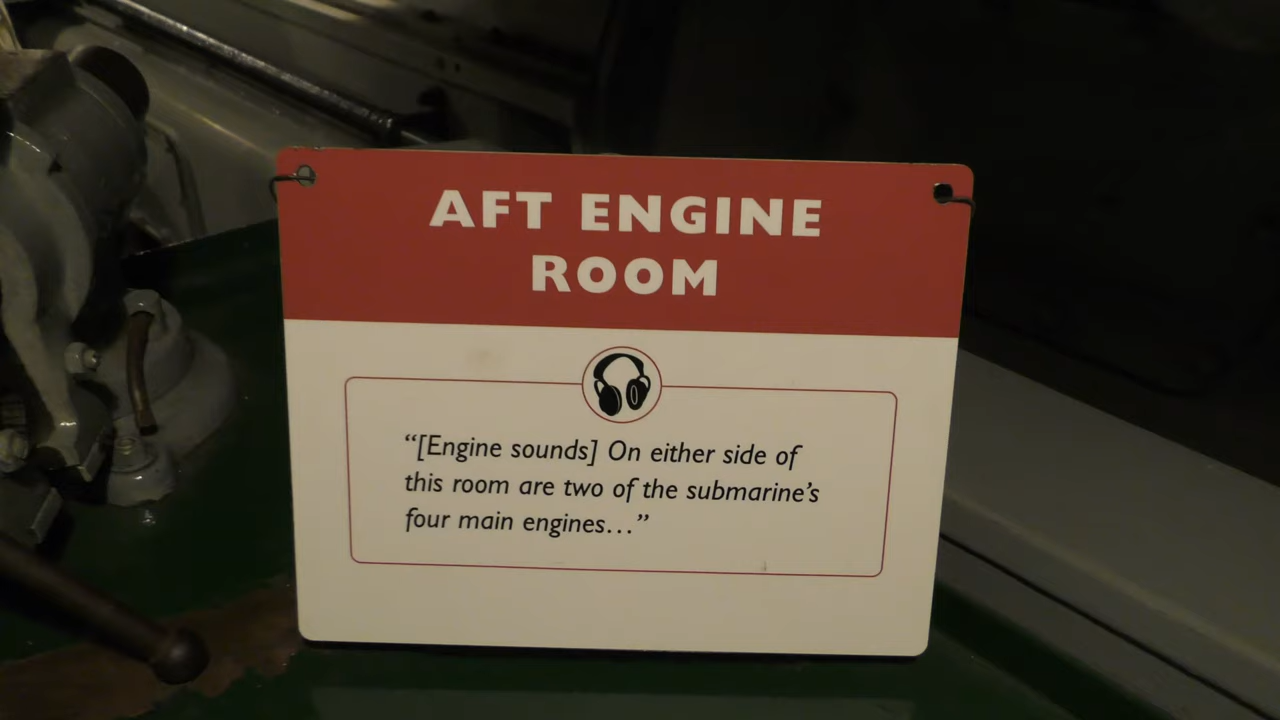 AFT ENGINE
ROOM
“[Engine sounds] On either side of
this room are two of the submarine’s
four main engines…”